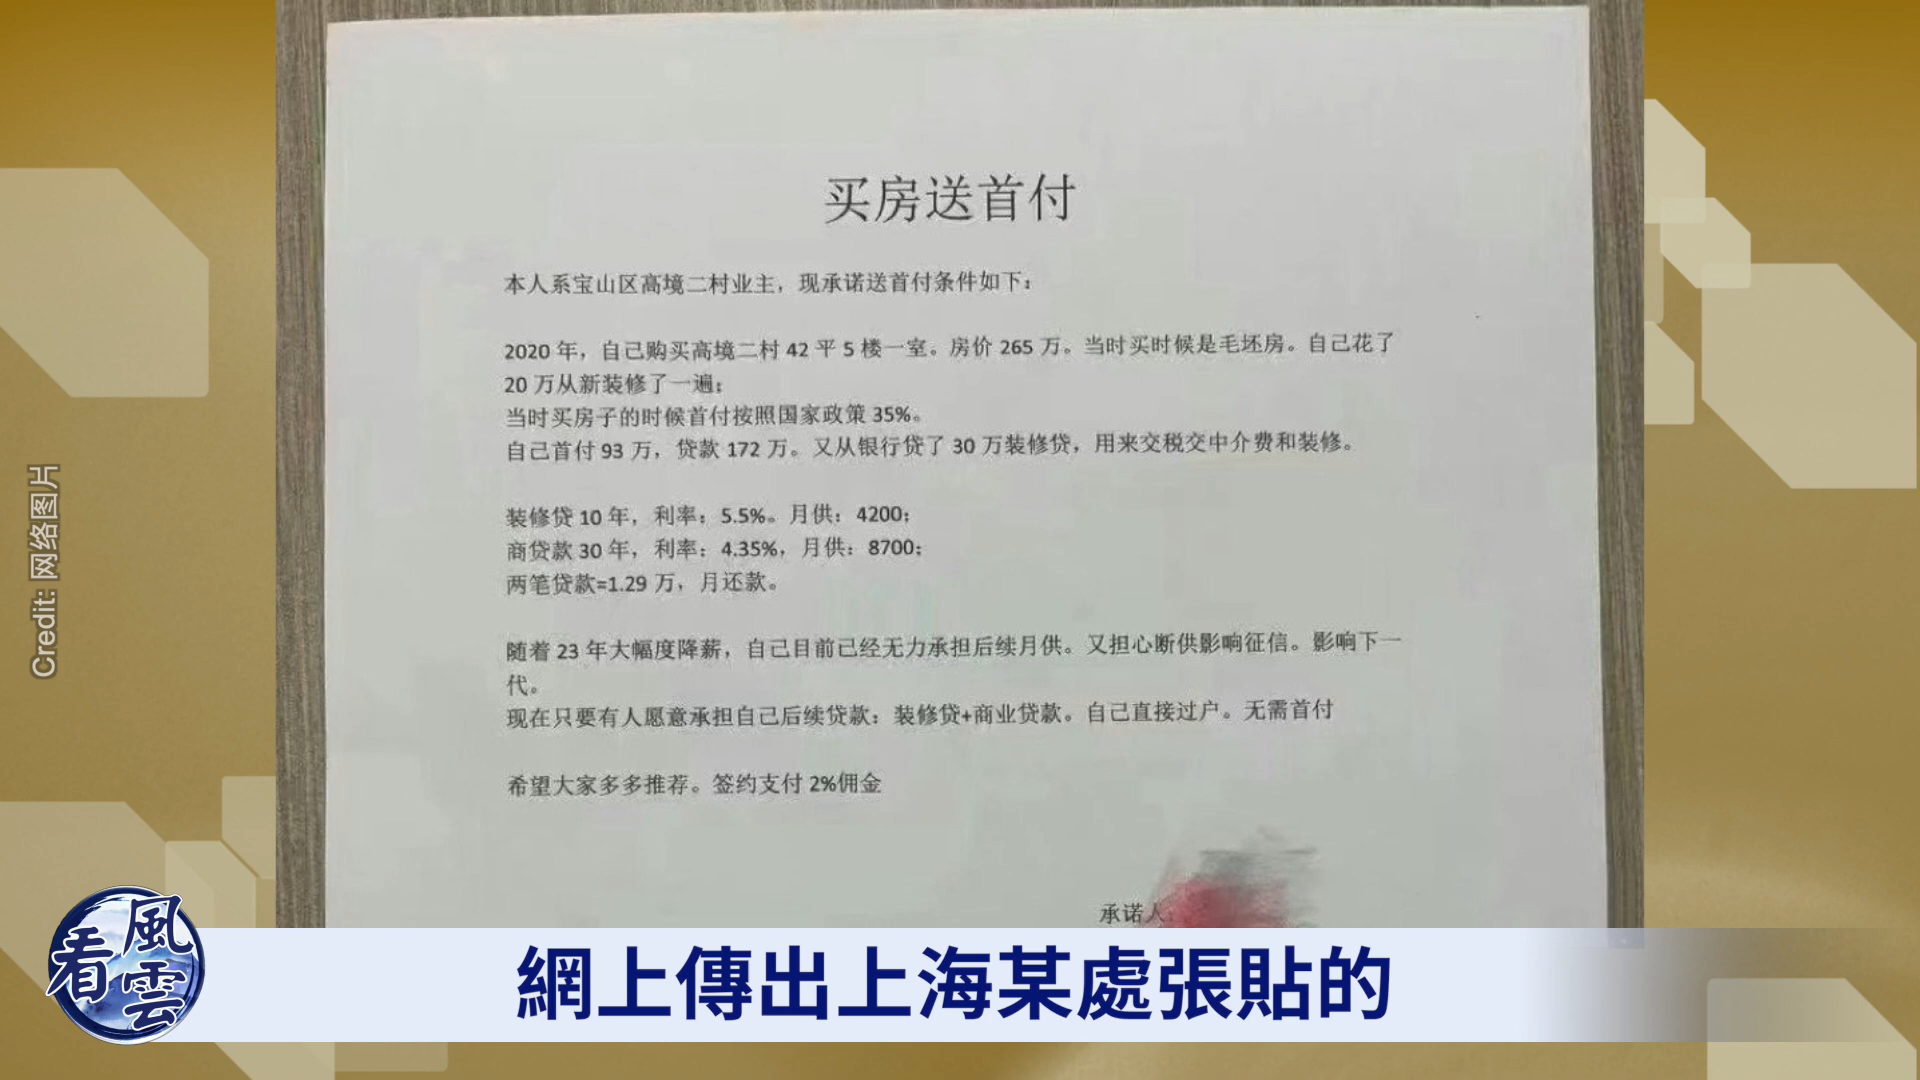 买房送首付
本人系宝山区高境二村业主，现承诺送首付条件如下：
2020 年，自己购买高境二村 42 平 5 楼一室。房价 265 万。当时买时候是毛坯房。自己花了
20 万从新装修了一遍；
当时买房子的时候首付按照国家政策 35%。
自己首付 93 万，贷款 172 万。又从银行贷了 30 万装修贷，用来交税交中介费和装修。
装修贷 10 年，利率：5.5%。月供：4200；
商贷款 30 年，利率：4.35%，月供：8700；
两笔贷款=1.29 万，月还款。
随着 23 年大幅度降薪，自己目前已经无力承担后续月供。又担心断供影响征信。影响下一
代。
现在只要有人愿意承担自己后续贷款：装修贷+商业贷款。自己直接过户。无需首付
希望大家多多推荐。签约支付 2%佣金
承诺人：
Credit: 网络图片
風雲
看
網上傳出上海某處張貼的